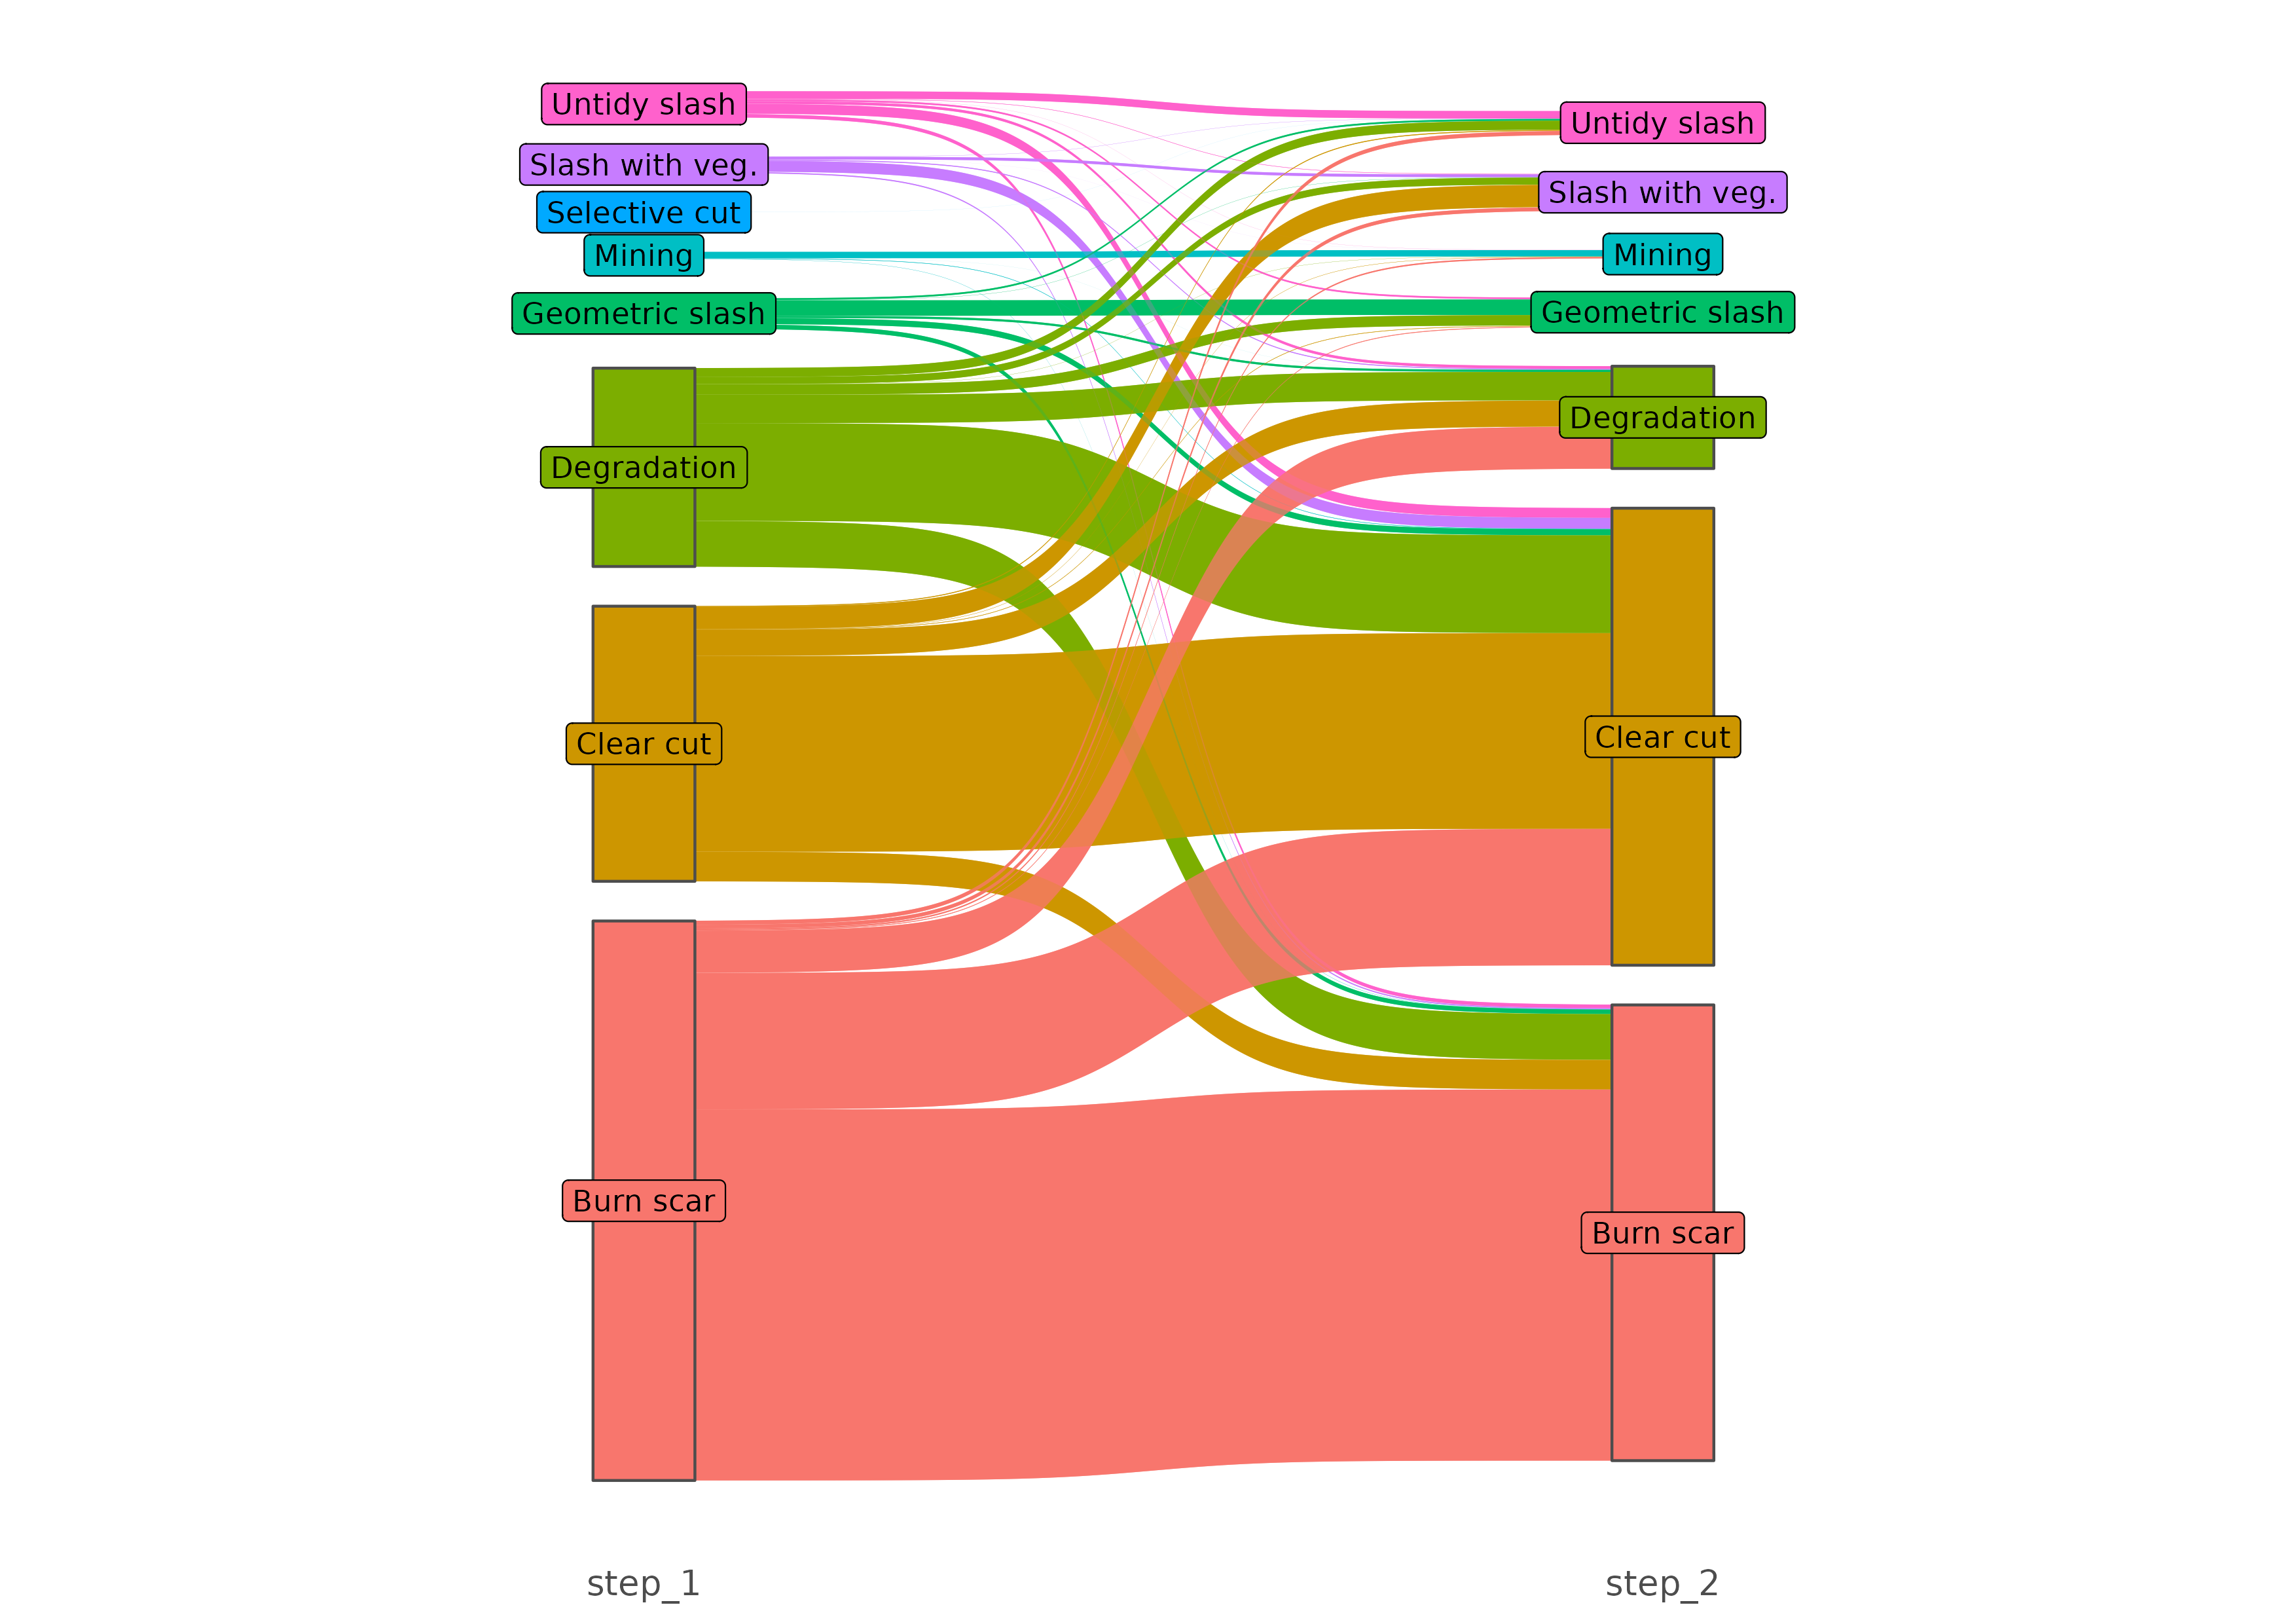 Untidy slash
Slash with veg.
Selective cut
Mining
Geometric slash
Degradation
Clear cut
Burn scar
Untidy slash
Slash with veg.
Mining
Geometric slash
Degradation
Clear cut
Burn scar
step_1
step_2